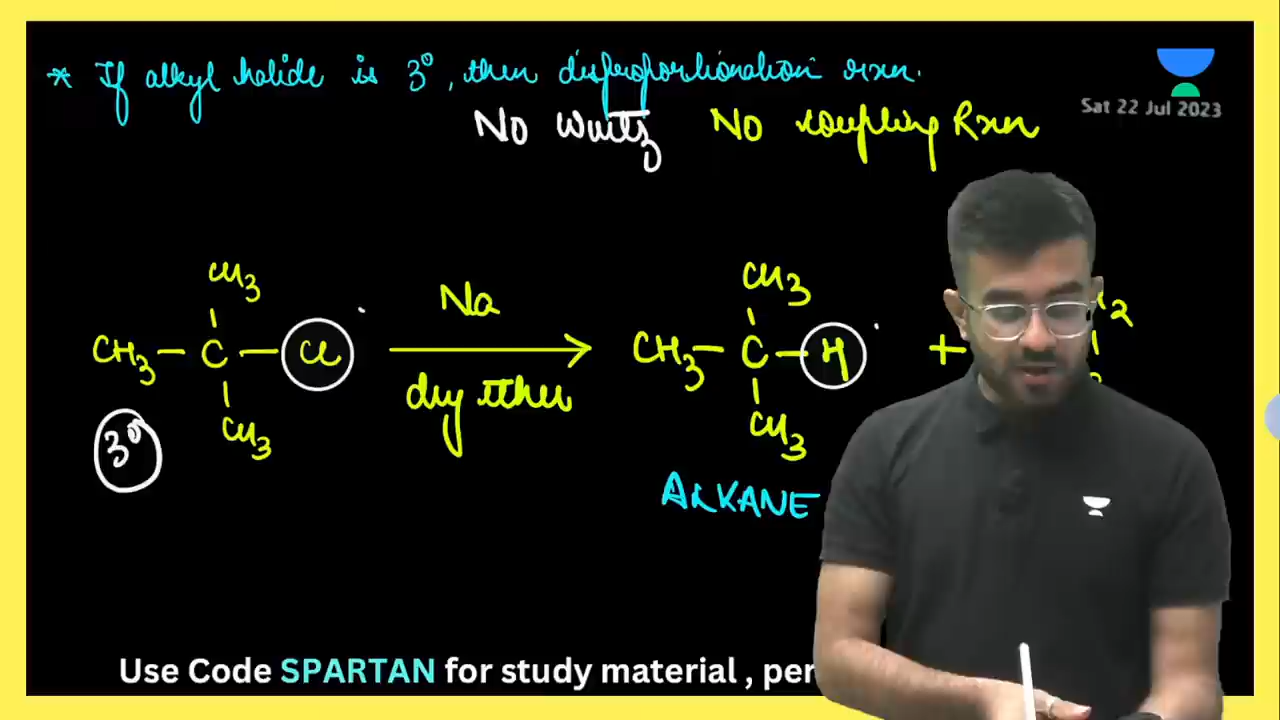 * If alkyl halide is 3°, then disproportionation rxn.
Sat 22 Jul 2023
No Wurtz No coupling Rxn
CH3 CH3
Na
CH3 – C – Cl CH3 – C – H +
dry ether
CH3 CH3
3°
ALKANE
Use Code SPARTAN for study material , per